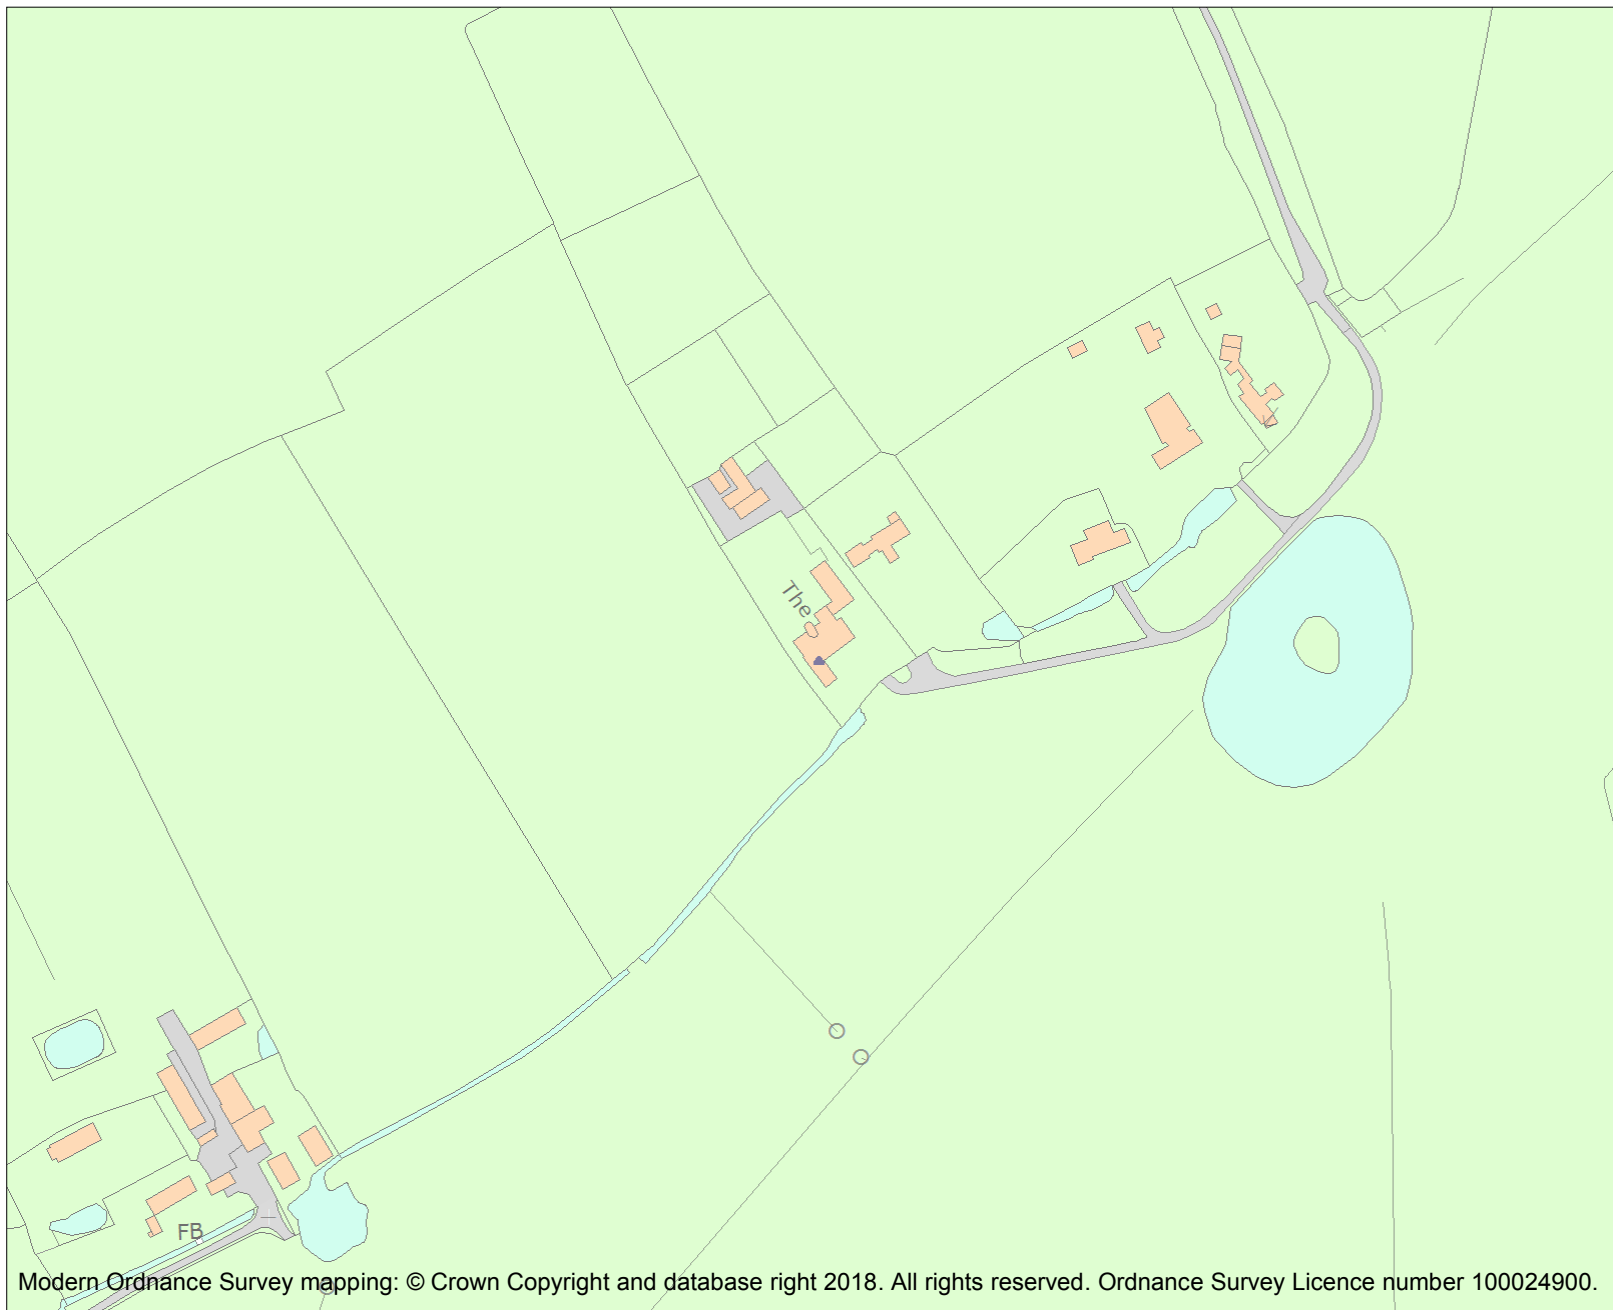 The
FB
Modern Ordnance Survey mapping: © Crown Copyright and database right 2018. All rights reserved. Ordnance Survey Licence number 100024900.